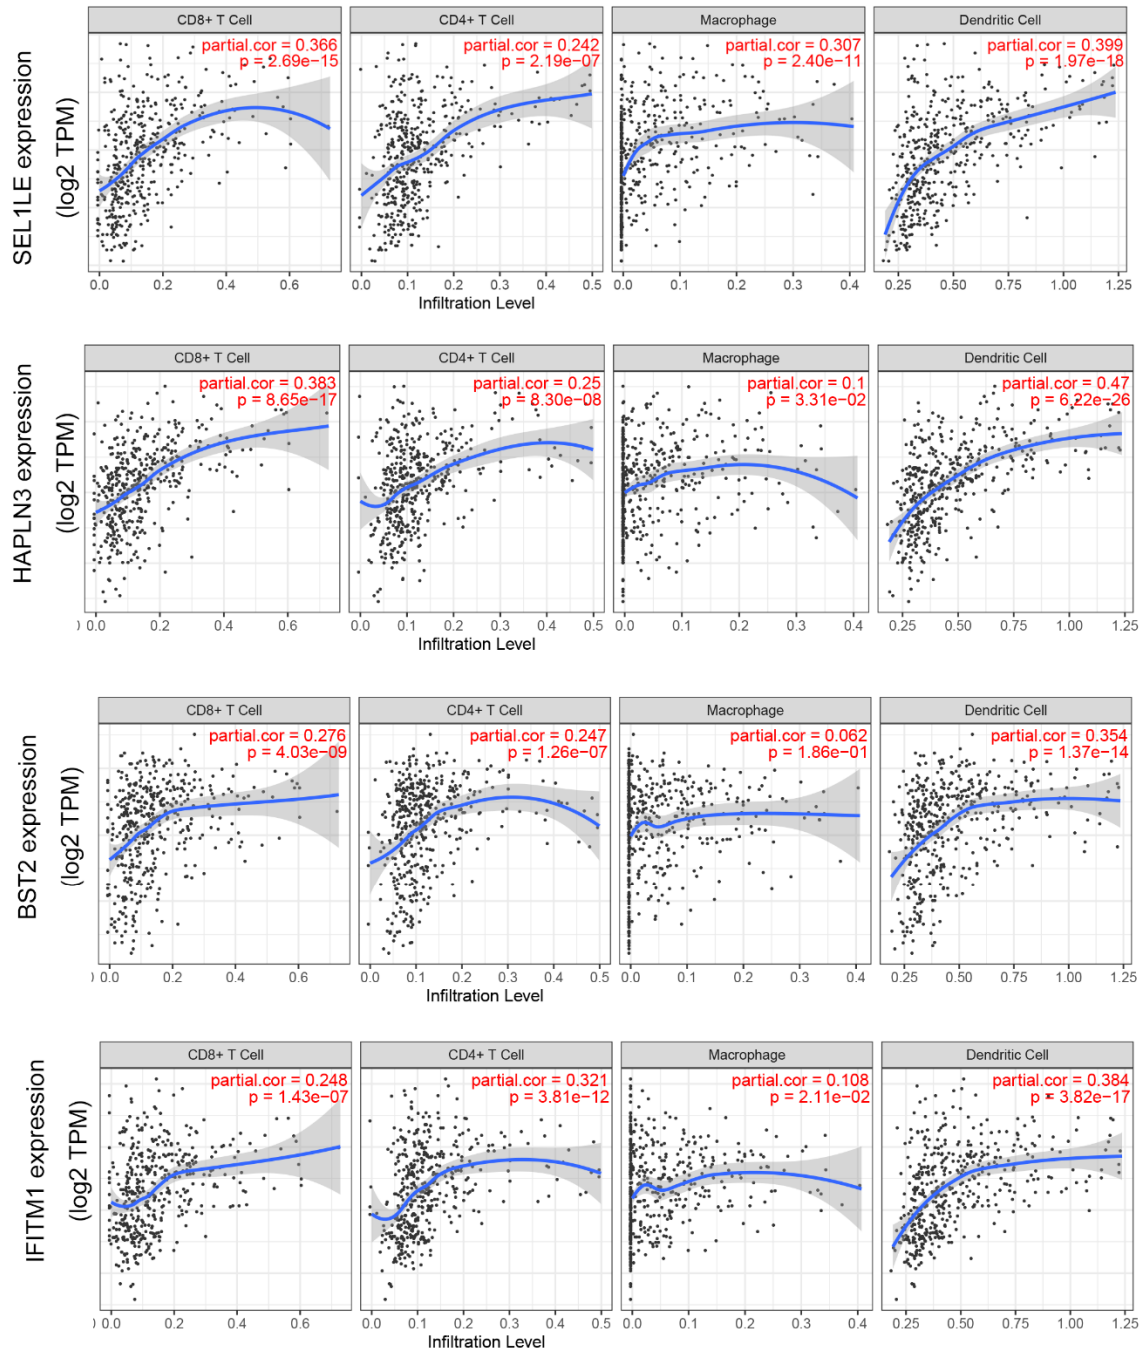 CD8+ T Cell
CD4+ T Cell
Macrophage
Dendritic Cell
SEL1LE expression
(log2 TPM)
partial.cor = 0.366
p = 2.69e−15
partial.cor = 0.242
p = 2.19e−07
partial.cor = 0.307
p = 2.40e−11
partial.cor = 0.399
p = 1.97e−18
0.0 0.2 0.4 0.6
0.0 0.1 0.2 0.3 0.4 0.5
0.0 0.1 0.2 0.3 0.4
0.25 0.50 0.75 1.00 1.25
Infiltration Level
CD8+ T Cell
CD4+ T Cell
Macrophage
Dendritic Cell
HAPLN3 expression
(log2 TPM)
partial.cor = 0.383
p = 8.65e−17
partial.cor = 0.25
p = 8.30e−08
partial.cor = 0.1
p = 3.31e−02
partial.cor = 0.47
p = 6.22e−26
0.0 0.2 0.4 0.6
0.0 0.1 0.2 0.3 0.4 0.5
0.0 0.1 0.2 0.3 0.4
0.25 0.50 0.75 1.00 1.25
Infiltration Level
CD8+ T Cell
CD4+ T Cell
Macrophage
Dendritic Cell
BST2 expression
(log2 TPM)
partial.cor = 0.276
p = 4.03e−09
partial.cor = 0.247
p = 1.26e−07
partial.cor = 0.062
p = 1.86e−01
partial.cor = 0.354
p = 1.37e−14
0.0 0.2 0.4 0.6
0.0 0.1 0.2 0.3 0.4 0.5
0.0 0.1 0.2 0.3 0.4
0.25 0.50 0.75 1.00 1.25
Infiltration Level
CD8+ T Cell
CD4+ T Cell
Macrophage
Dendritic Cell
IFITM1 expression
(log2 TPM)
partial.cor = 0.248
p = 1.43e−07
partial.cor = 0.321
p = 3.81e−12
partial.cor = 0.108
p = 2.11e−02
partial.cor = 0.384
p = 3.82e−17
0.0 0.2 0.4 0.6
0.0 0.1 0.2 0.3 0.4 0.5
0.0 0.1 0.2 0.3 0.4
0.25 0.50 0.75 1.00 1.25
Infiltration Level